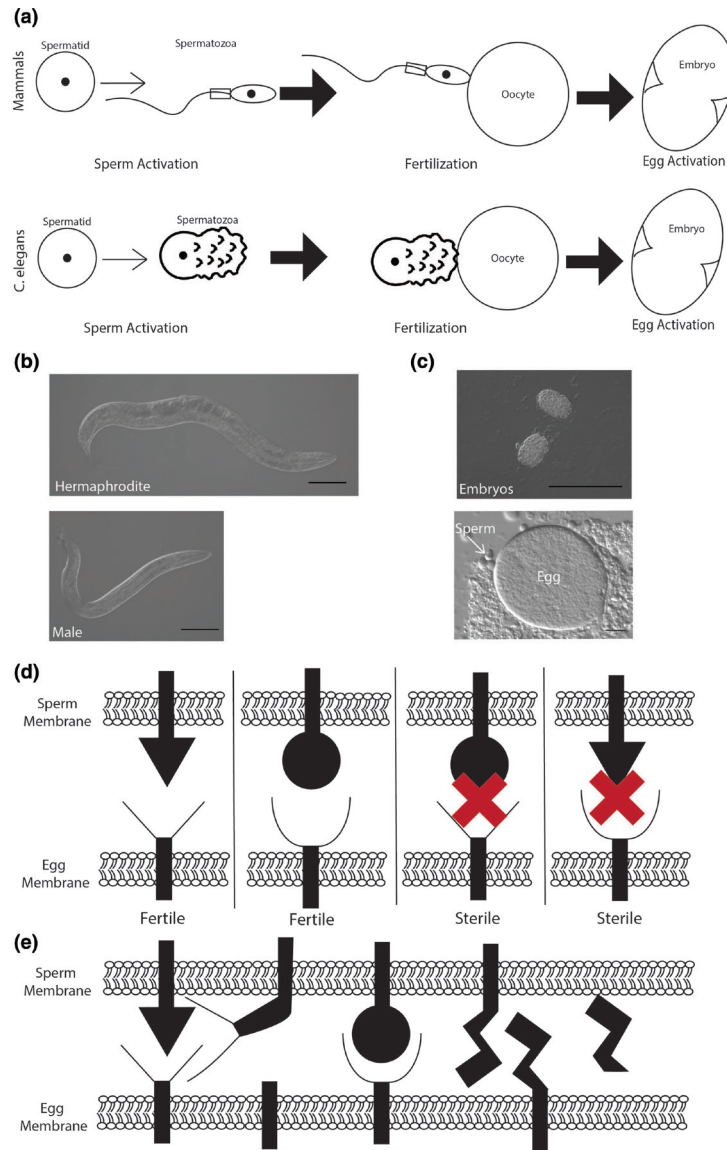 (a)
Mammals
Spermatid
Spermatozoa
Oocyte
Embryo
Sperm Activation
Fertilization
Egg Activation
C. elegans
Spermatid
Spermatozoa
Oocyte
Embryo
Sperm Activation
Fertilization
Egg Activation
(b)
Hermaphrodite
Male
(c)
Embryos
Sperm
Egg
(d)
Sperm
Membrane
Egg
Membrane
Fertile
Fertile
Sterile
Sterile
(e)
Sperm
Membrane
Egg
Membrane